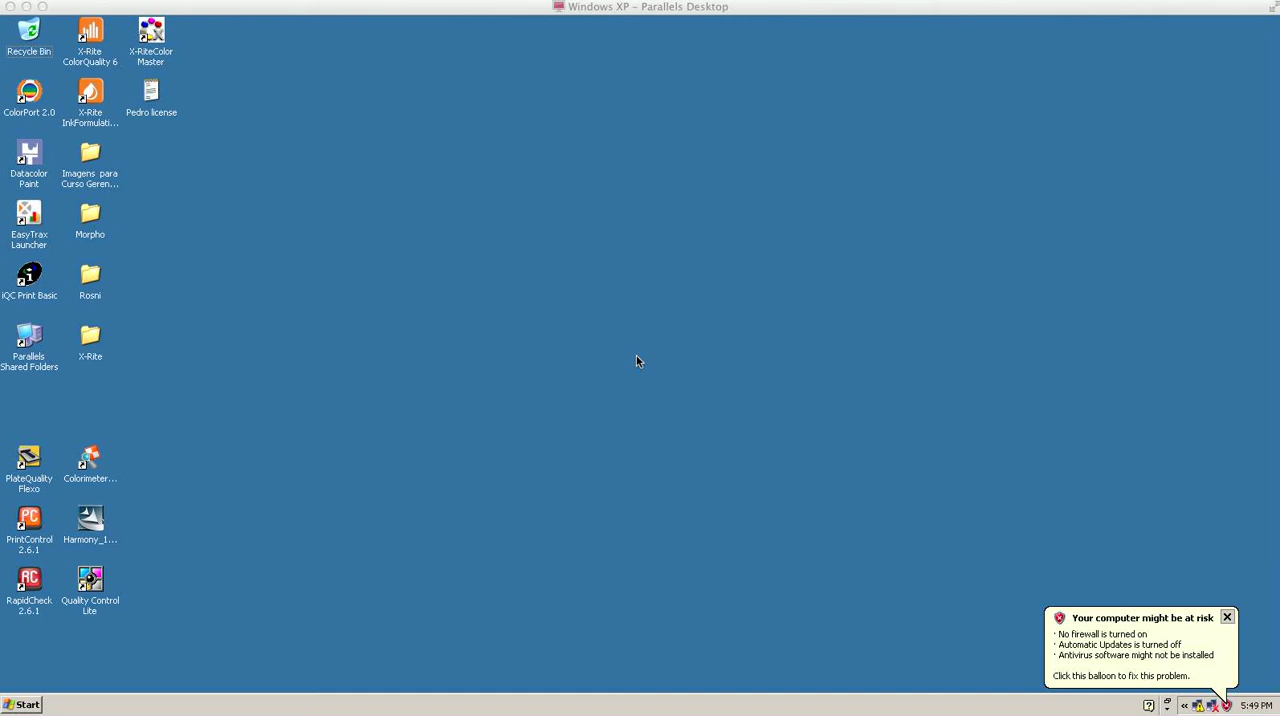 Windows XP - Parallels Desktop
Recycle Bin
X-Rite
ColorQuality 6
X-RiteColor
Master
ColorPort 2.0
X-Rite
InkFormulati...
Pedro license
Datacolor
Paint
Imagens para
Curso Geren...
EasyTrax
Launcher
Morpho
iQC Print Basic
Rosni
Parallels
Shared Folders
X-Rite
PlateQuality
Flexo
Colorimeter...
PC
PrintControl
2.6.1
Harmony_1...
RC
RapidCheck
2.6.1
Quality Control
Lite
Your computer might be at risk
· No firewall is turned on
· Automatic Updates is turned off
· Antivirus software might not be installed
Click this balloon to fix this problem.
Start
5:49 PM